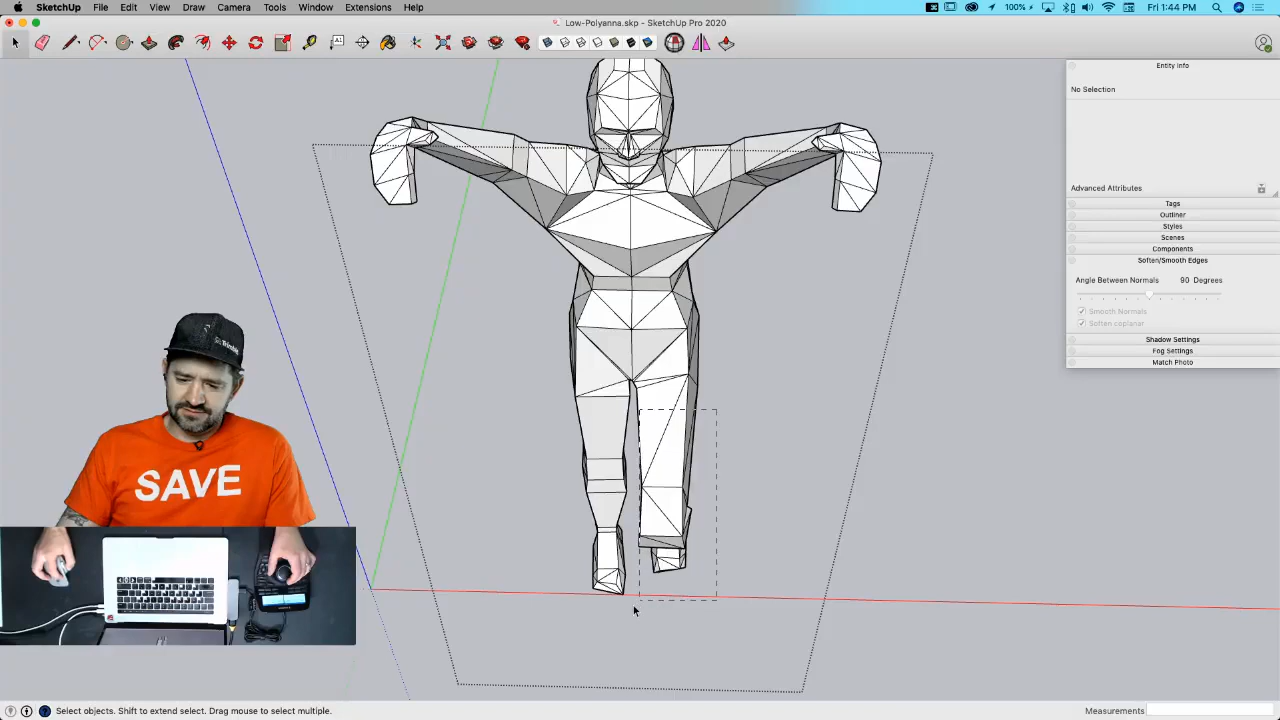 SketchUp File Edit View Draw Camera Tools Window Extensions Help 100% Fri 1:44 PM
Low-Polyanna.skp - SketchUp Pro 2020
Entity Info
No Selection
Advanced Attributes
Tags
Outliner
Styles
Scenes
Components
Soften/Smooth Edges
Angle Between Normals 90 Degrees
Smooth Normals
Soften coplanar
Shadow Settings
Fog Settings
Match Photo
Trimble
SAVE
Select objects. Shift to extend select. Drag mouse to select multiple.
Measurements